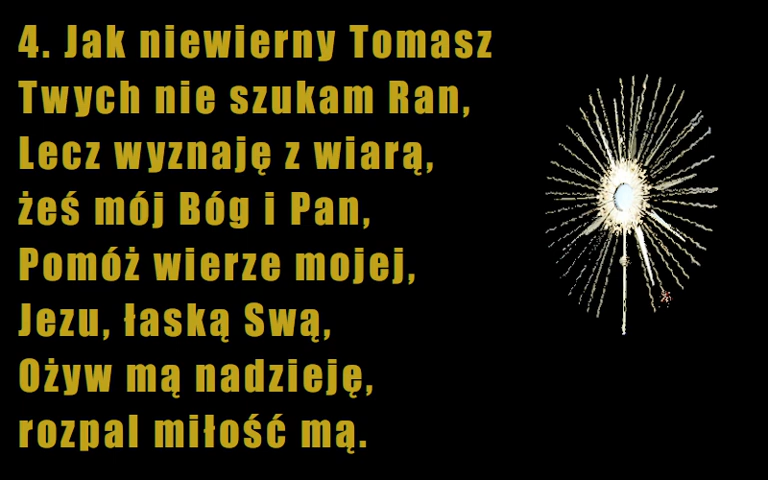 4. Jak niewierny Tomasz
Twych nie szukam Ran,
Lecz wyznaję z wiarą,
żeś mój Bóg i Pan,
Pomóż wierze mojej,
Jezu, łaską Swą,
Ożyw mą nadzieję,
rozpal miłość mą.